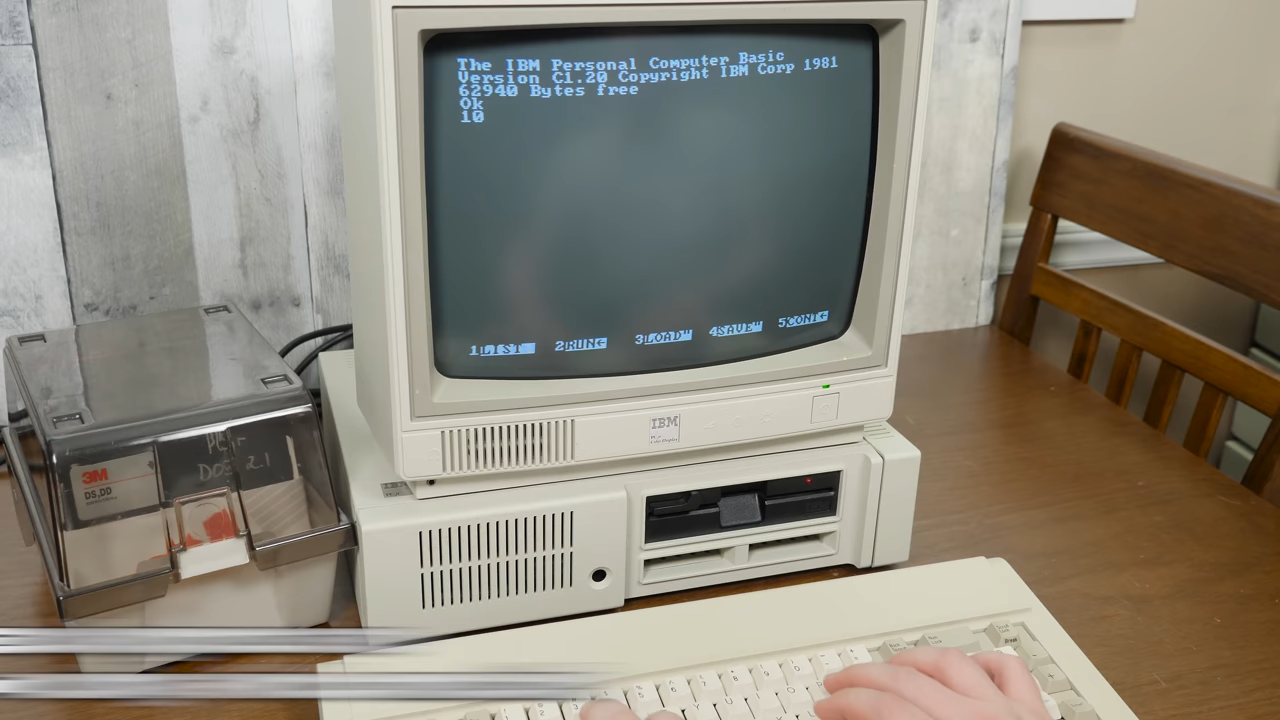 The IBM Personal Computer Basic
Version C1.20 Copyright IBM Corp 1981
62940 Bytes free
Ok
10
1LIST 2RUN← 3LOAD" 4SAVE" 5CONT←
IBM
3M
DS,DD
DOS 2.1